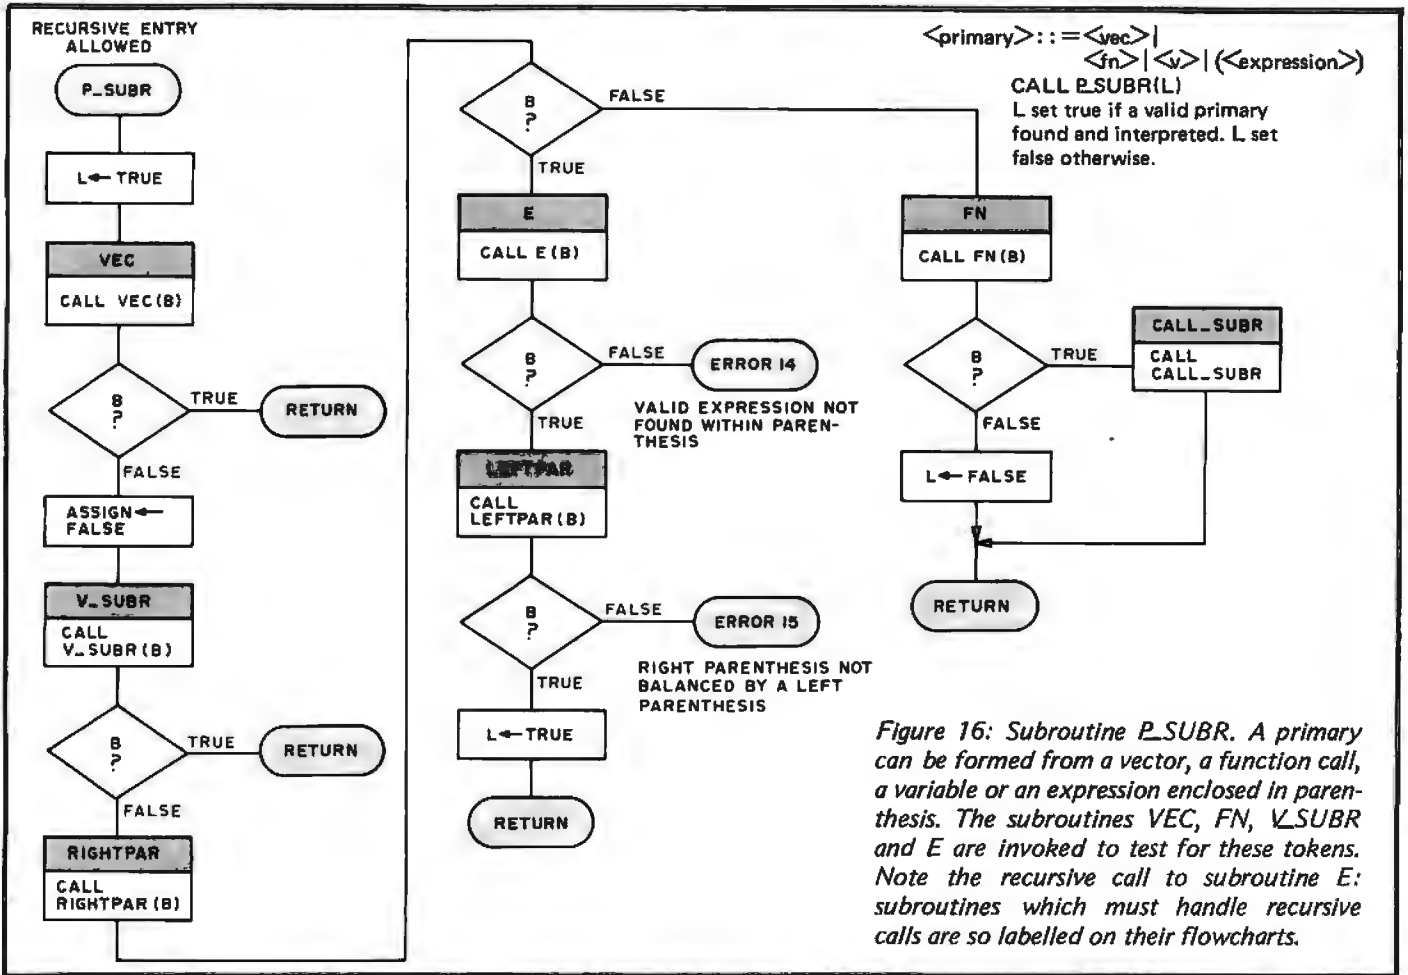 RECURSIVE ENTRY
ALLOWED
P_SUBR
L←TRUE
VEC
CALL VEC(B)
B
?
TRUE
RETURN
FALSE
ASSIGN←
FALSE
V_SUBR
CALL
V_SUBR(B)
B
?
TRUE
RETURN
FALSE
RIGHTPAR
CALL
RIGHTPAR(B)
B
?
FALSE
TRUE
E
CALL E(B)
B
?
FALSE
ERROR 14
VALID EXPRESSION NOT
FOUND WITHIN PAREN-
THESIS
TRUE
LEFTPAR
CALL
LEFTPAR(B)
B
?
FALSE
ERROR 15
RIGHT PARENTHESIS NOT
BALANCED BY A LEFT
PARENTHESIS
TRUE
L←TRUE
RETURN
<primary>::=<vec>|
<fn>|<v>|(<expression>)
CALL P_SUBR(L)
L set true if a valid primary
found and interpreted. L set
false otherwise.
FN
CALL FN(B)
B
?
TRUE
CALL_SUBR
CALL
CALL_SUBR
FALSE
L←FALSE
RETURN
Figure 16: Subroutine P_SUBR. A primary
can be formed from a vector, a function call,
a variable or an expression enclosed in paren-
thesis. The subroutines VEC, FN, V_SUBR
and E are invoked to test for these tokens.
Note the recursive call to subroutine E:
subroutines which must handle recursive
calls are so labelled on their flowcharts.